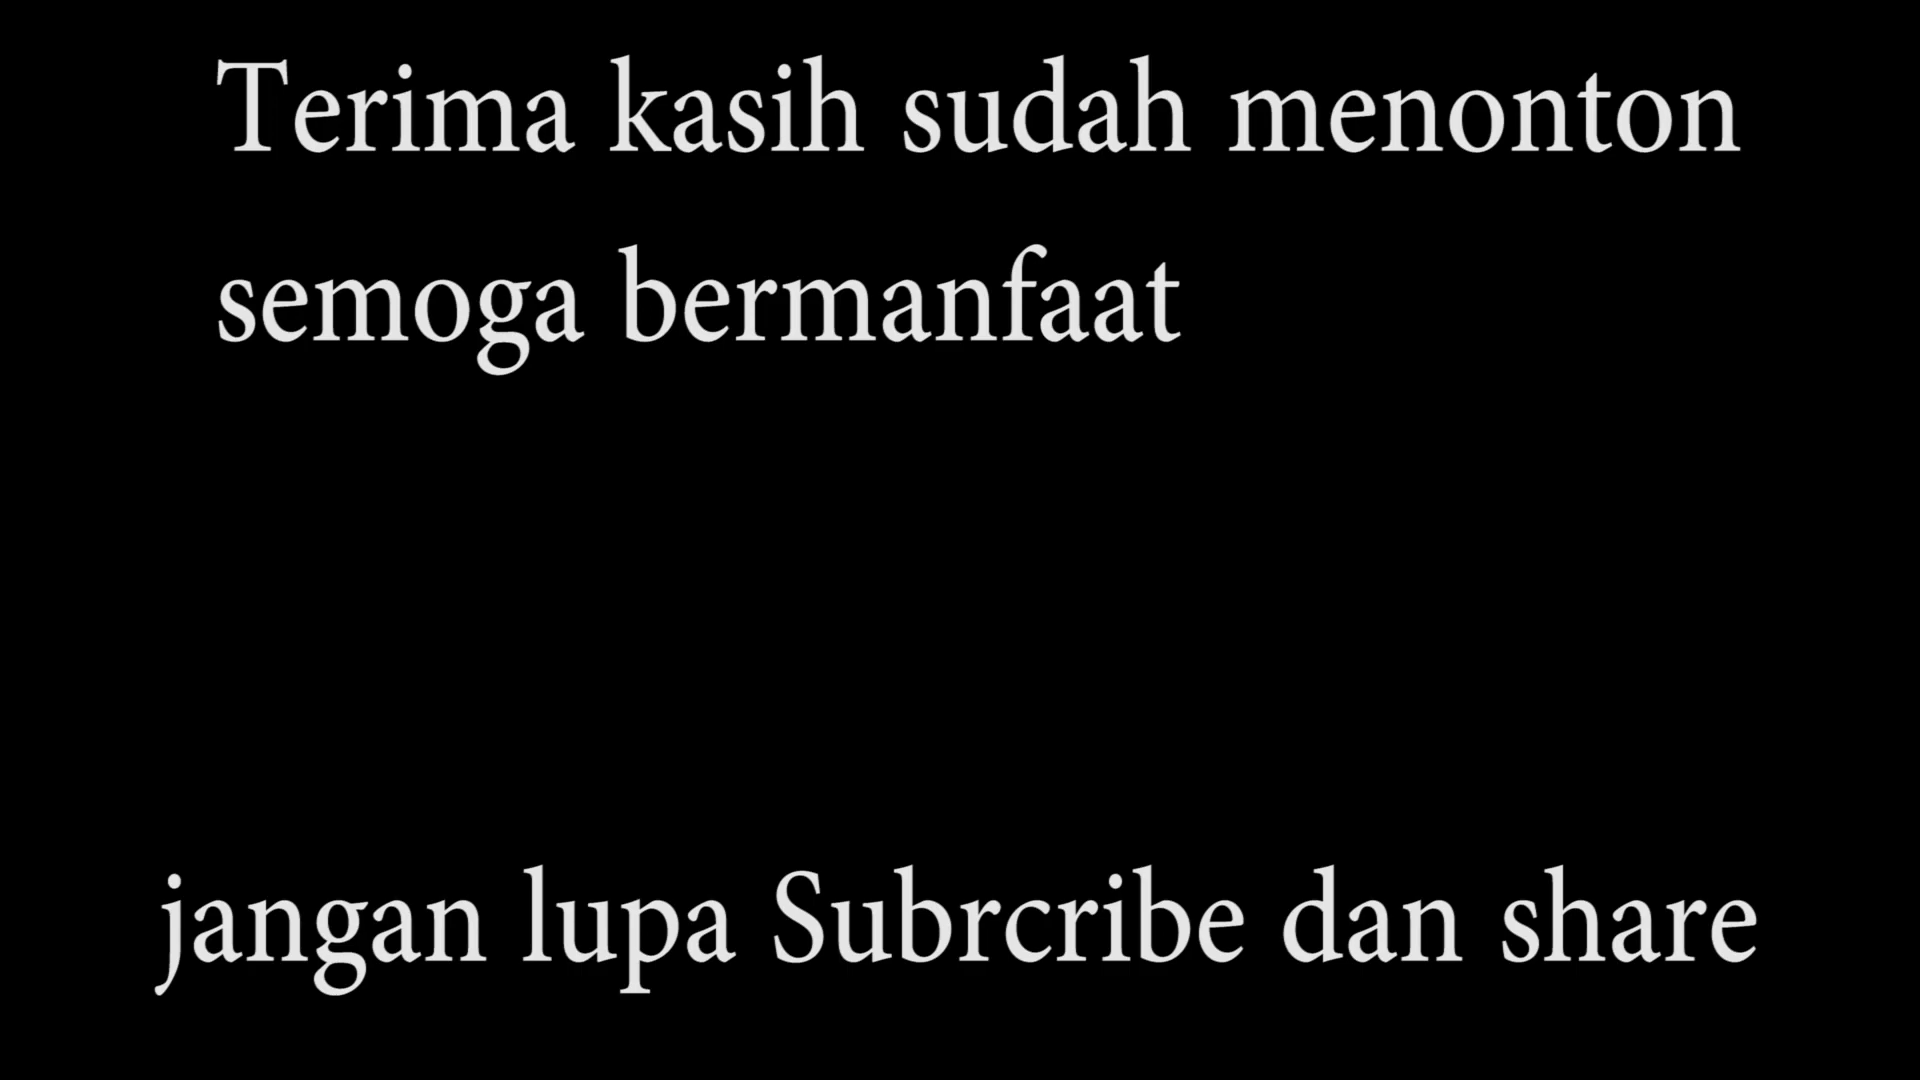 Terima kasih sudah menonton
semoga bermanfaat
jangan lupa Subrcribe dan share